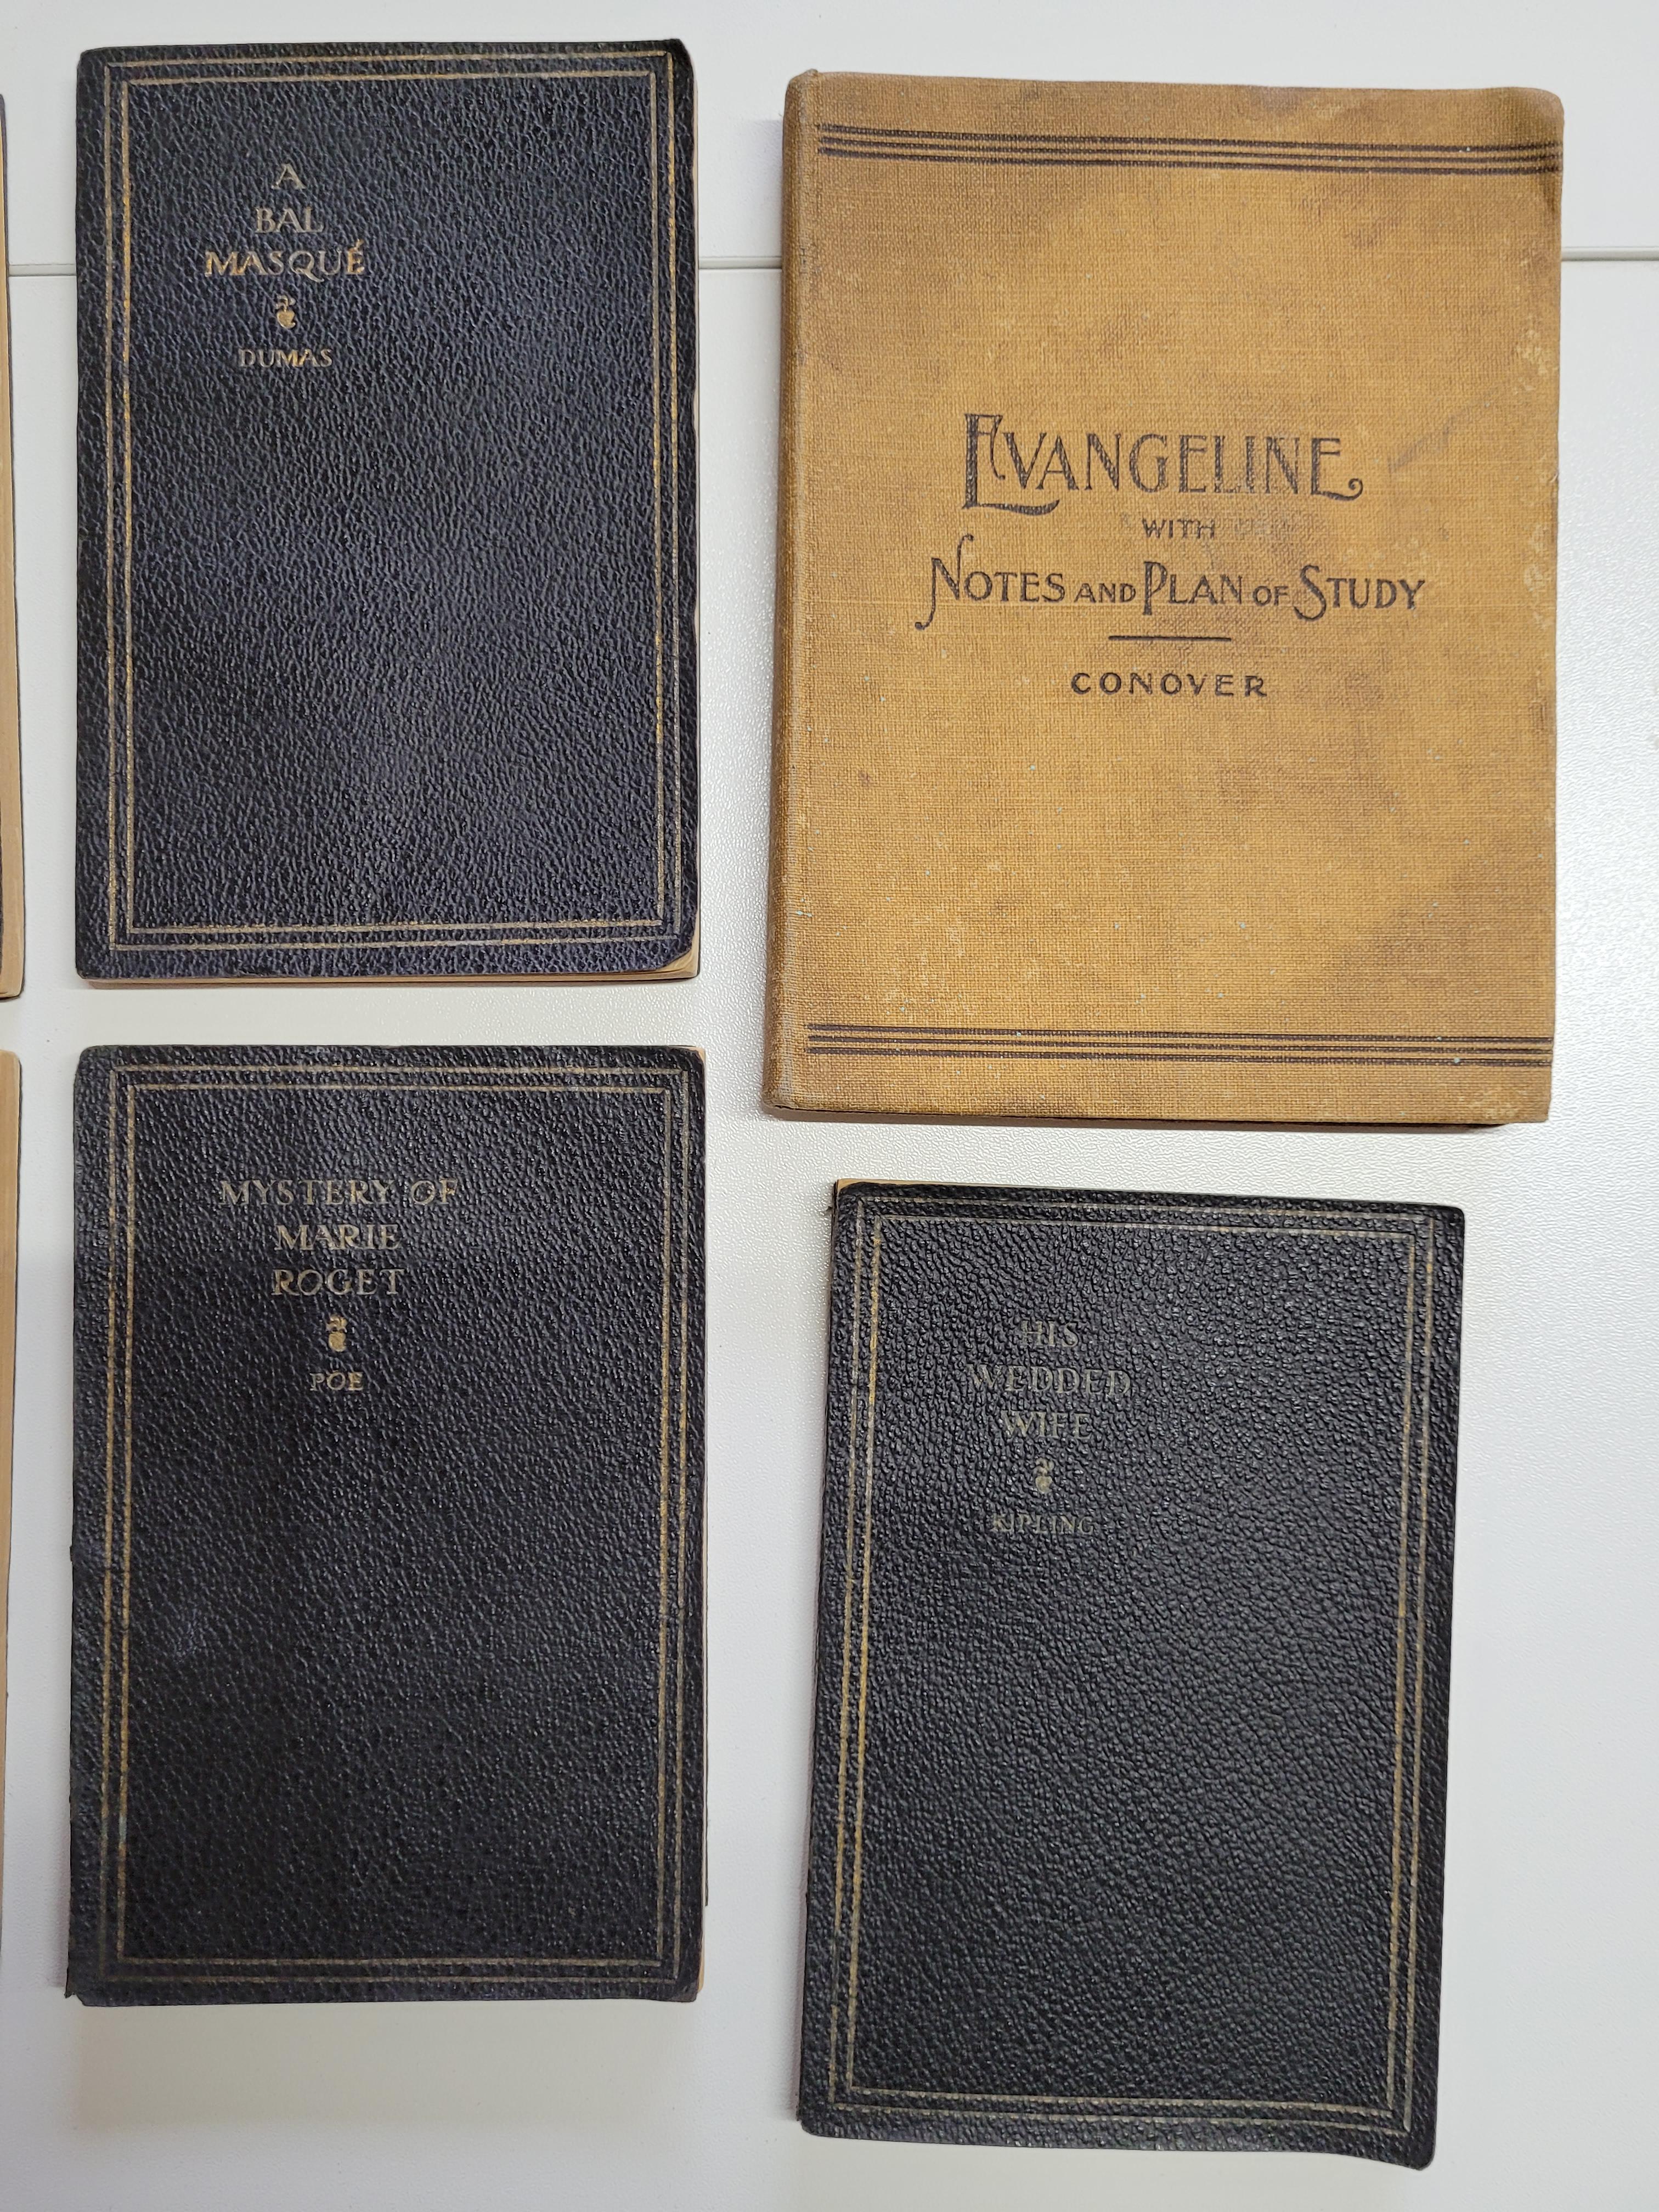 A
BAL
MASQUÉ
DUMAS
EVANGELINE
WITH
NOTES AND PLAN OF STUDY
CONOVER
MYSTERY OF
MARIE
ROGET
POE
HIS
WEDDED
WIFE
KIPLING